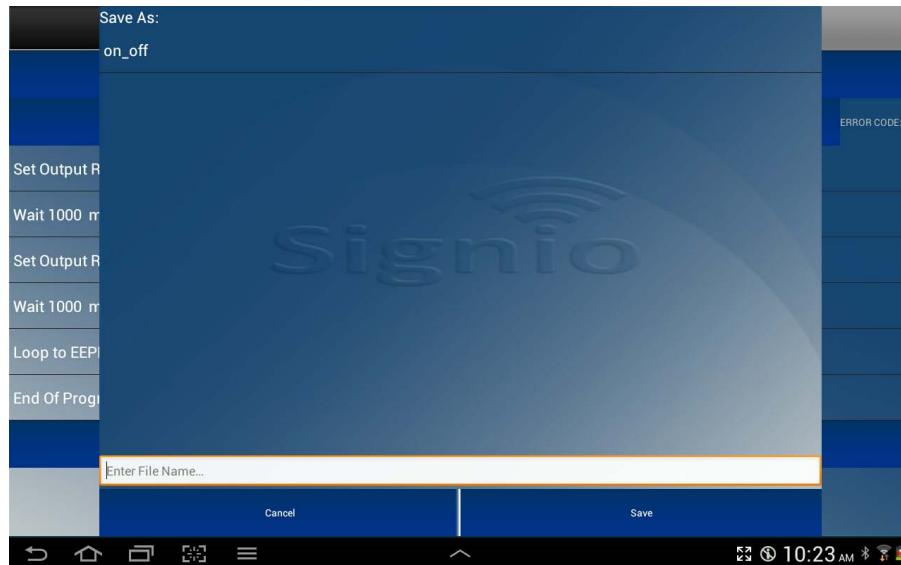 Save As:
on_off
ERROR CODE:
Set Output R
Wait 1000 m
Set Output R
Wait 1000 m
Loop to EEP
End Of Progr
Signio
Enter File Name...
Cancel
Save
10:23 AM